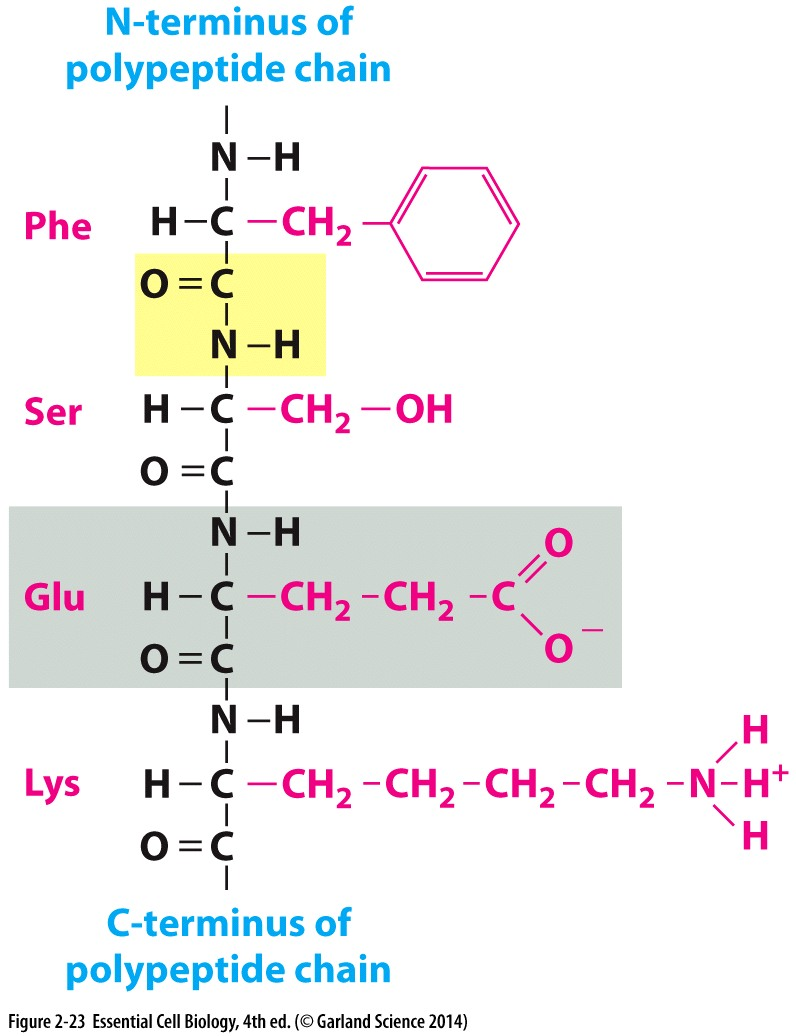 N-terminus of
polypeptide chain
N–H
Phe H–C–CH₂
O=C
N–H
Ser H–C–CH₂–OH
O=C
N–H
O
Glu H–C–CH₂–CH₂–C
O⁻
O=C
N–H
H
Lys H–C–CH₂–CH₂–CH₂–CH₂–N–H⁺
H
O=C
C-terminus of
polypeptide chain
Figure 2-23 Essential Cell Biology, 4th ed. (© Garland Science 2014)